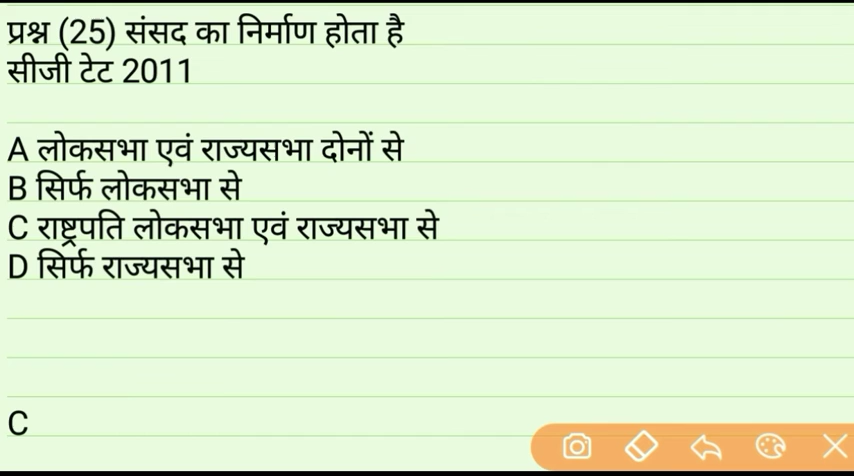 प्रश्न (25) संसद का निर्माण होता है
सीजी टेट 2011
A लोकसभा एवं राज्यसभा दोनों से
B सिर्फ लोकसभा से
C राष्ट्रपति लोकसभा एवं राज्यसभा से
D सिर्फ राज्यसभा से
C